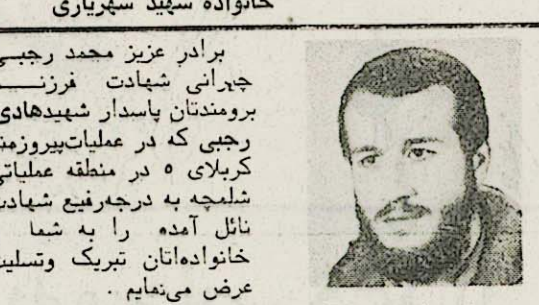 خانواده شهید شهریاری
برادر عزیز محمد رجبی
چیرانی شهادت فرزنـــد
برومندتان پاسدار شهیدهادی
رجبی که در عملیات‌پیروزمند
کربلای ۵ در منطقه عملیاتی
شلمچه به درجه‌رفیع شهادت
نائل آمده را به شما
خانواده‌اتان تبریک وتسلیت
عرض می‌نمایم .